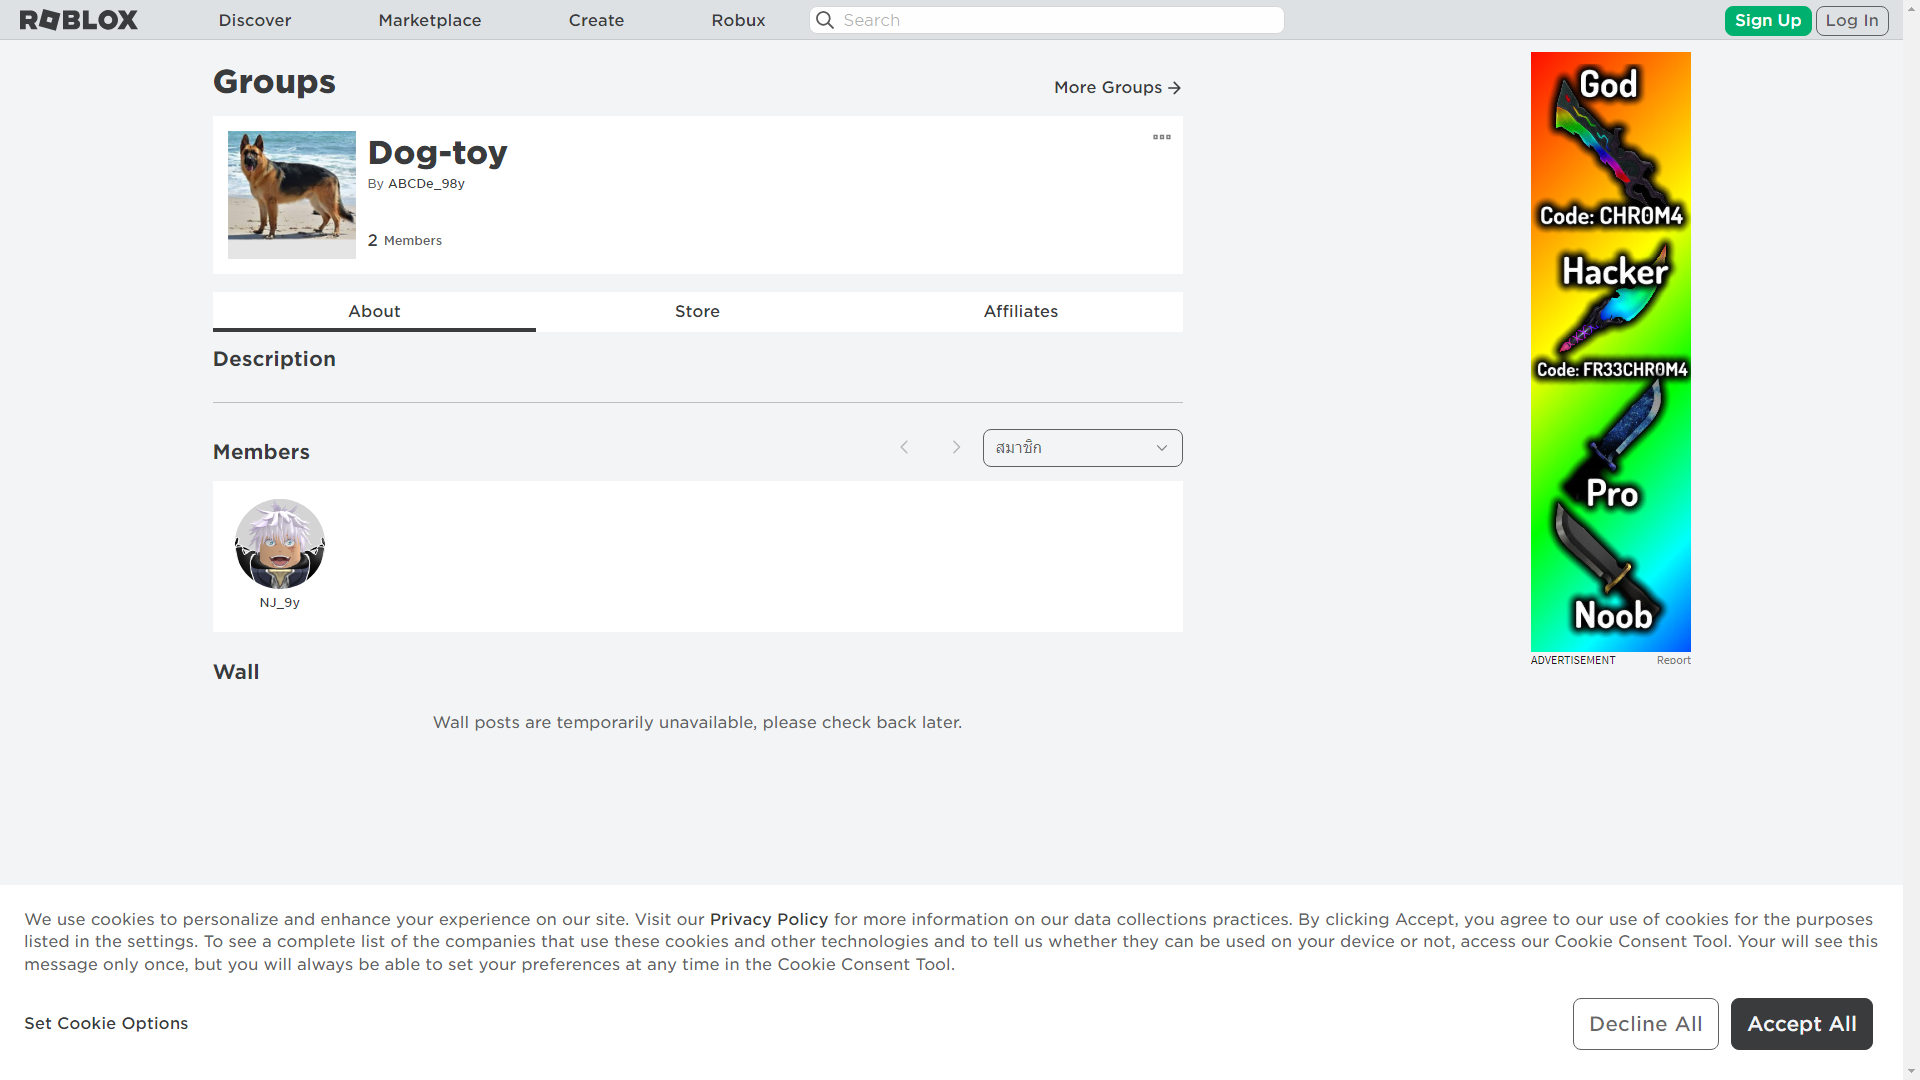 ROBLOX
Discover
Marketplace
Create
Robux
Search
Sign Up
Log In
Groups
More Groups
Dog-toy
By ABCDe_98y
2 Members
About
Store
Affiliates
Description
Members
สมาชิก
NJ_9y
Wall
Wall posts are temporarily unavailable, please check back later.
God
Code: CHR0M4
Hacker
Code: FR33CHR0M4
Pro
Noob
ADVERTISEMENT
Report
We use cookies to personalize and enhance your experience on our site. Visit our Privacy Policy for more information on our data collections practices. By clicking Accept, you agree to our use of cookies for the purposes
listed in the settings. To see a complete list of the companies that use these cookies and other technologies and to tell us whether they can be used on your device or not, access our Cookie Consent Tool. Your will see this
message only once, but you will always be able to set your preferences at any time in the Cookie Consent Tool.
Set Cookie Options
Decline All
Accept All